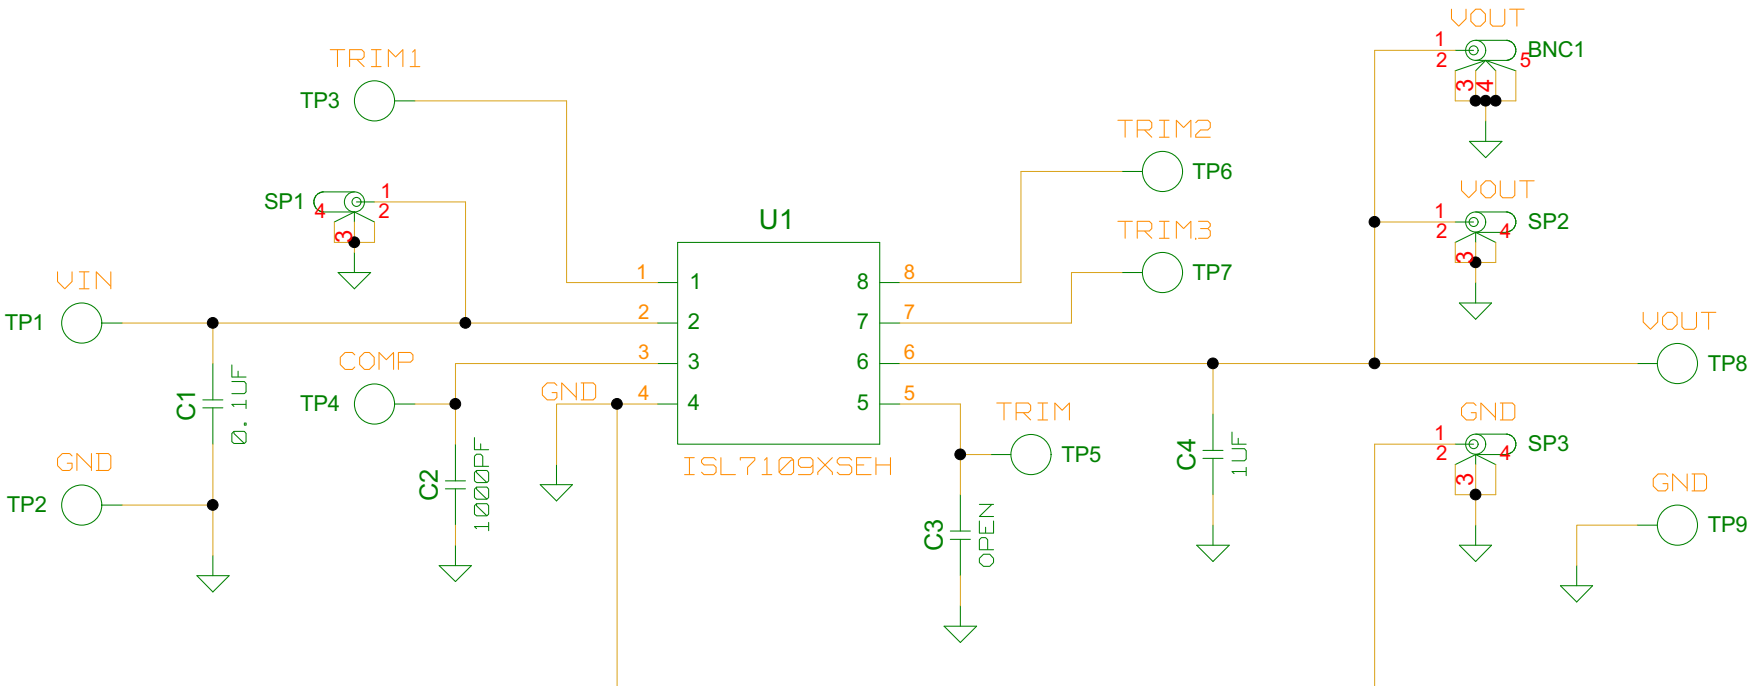 VOUT
1
BNC1
2
5
3
4
TRIM1
TP3
TRIM2
TP6
SP1
1
4
2
3
VOUT
1
SP2
2
4
3
U1
TRIM3
TP7
1
1
8
8
VIN
TP1
2
2
7
7
VOUT
TP8
COMP
3
3
6
6
TP4
GND
4
4
5
5
C1
0.1UF
TRIM
TP5
GND
1
SP3
2
4
3
C4
1UF
GND
TP2
ISL7109XSEH
C2
1000PF
GND
TP9
C3
OPEN